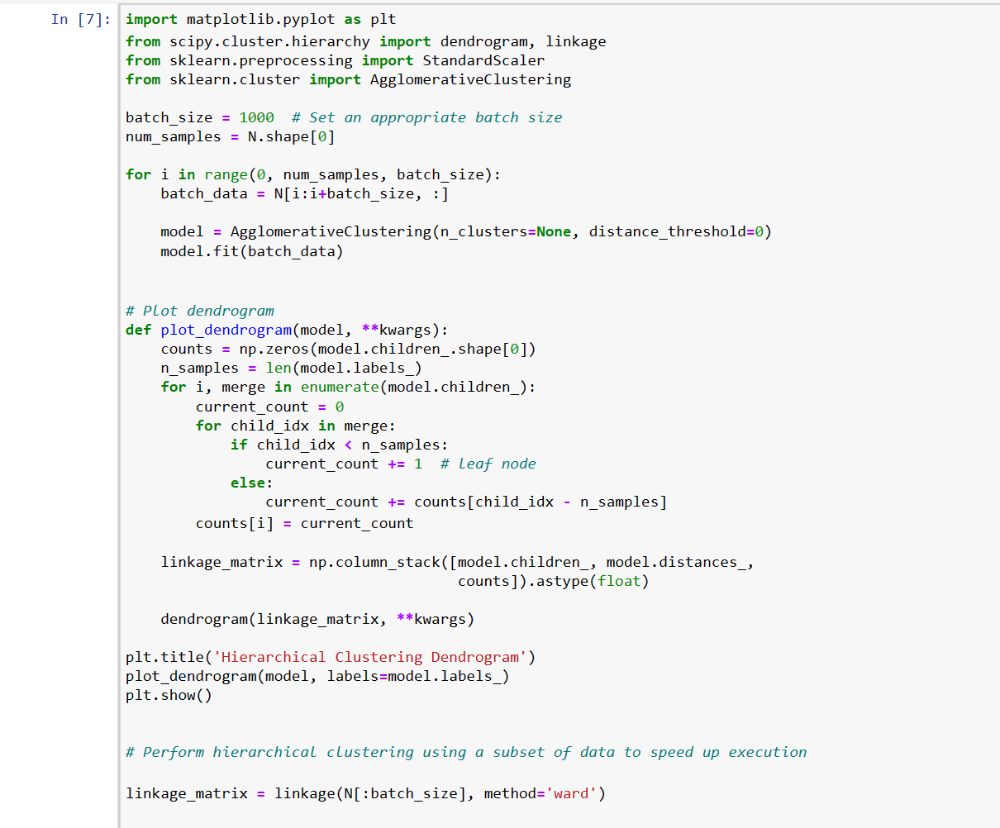 In [7]:
import matplotlib.pyplot as plt
from scipy.cluster.hierarchy import dendrogram, linkage
from sklearn.preprocessing import StandardScaler
from sklearn.cluster import AgglomerativeClustering

batch_size = 1000  # Set an appropriate batch size
num_samples = N.shape[0]

for i in range(0, num_samples, batch_size):
    batch_data = N[i:i+batch_size, :]

    model = AgglomerativeClustering(n_clusters=None, distance_threshold=0)
    model.fit(batch_data)


# Plot dendrogram
def plot_dendrogram(model, **kwargs):
    counts = np.zeros(model.children_.shape[0])
    n_samples = len(model.labels_)
    for i, merge in enumerate(model.children_):
        current_count = 0
        for child_idx in merge:
            if child_idx < n_samples:
                current_count += 1  # leaf node
            else:
                current_count += counts[child_idx - n_samples]
        counts[i] = current_count

    linkage_matrix = np.column_stack([model.children_, model.distances_,
                                      counts]).astype(float)

    dendrogram(linkage_matrix, **kwargs)

plt.title('Hierarchical Clustering Dendrogram')
plot_dendrogram(model, labels=model.labels_)
plt.show()


# Perform hierarchical clustering using a subset of data to speed up execution

linkage_matrix = linkage(N[:batch_size], method='ward')